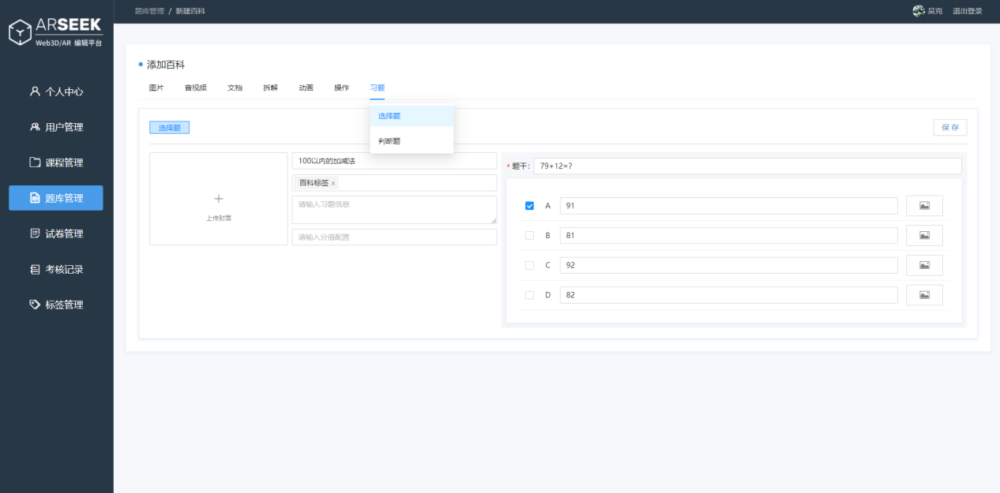 题库管理 / 新建百科
吴克 退出登录
ARSEEK
Web3D/AR 编辑平台
个人中心
用户管理
课程管理
题库管理
试卷管理
考核记录
标签管理
添加百科
图片 音视频 文档 拆解 动画 操作 习题
选择题
判断题
选择题
保存
上传封面
100以内的加减法
百科标签 x
请输入习题信息
请输入分值配置
* 题干: 79+12=?
A 91
B 81
C 92
D 82